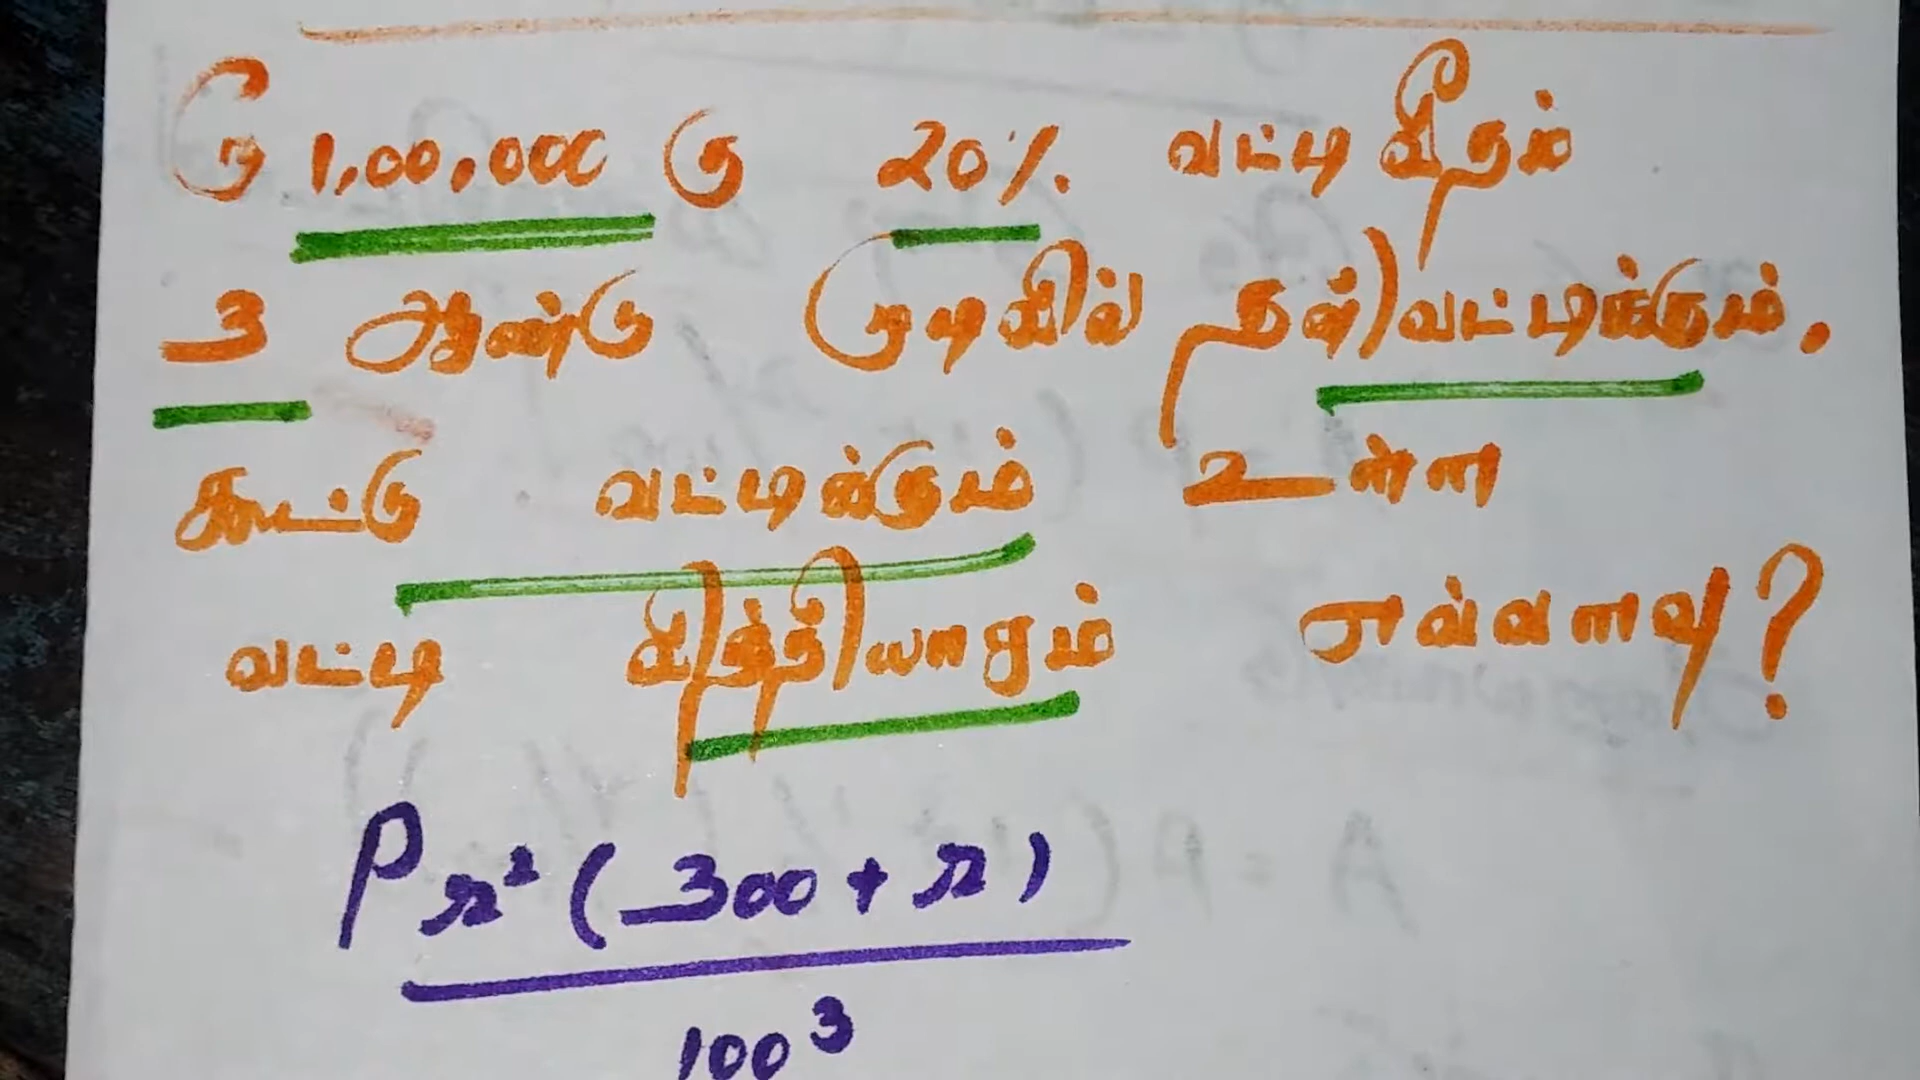 ரூ 1,00,000 கு 20%. வட்டி வீதம்
3 ஆண்டு முடிவில் தனிவட்டிக்கும்.
கூட்டு வட்டிக்கும் உள்ள
வட்டி வித்தியாசம் எவ்வளவு?
Pr²(300+r)
100³